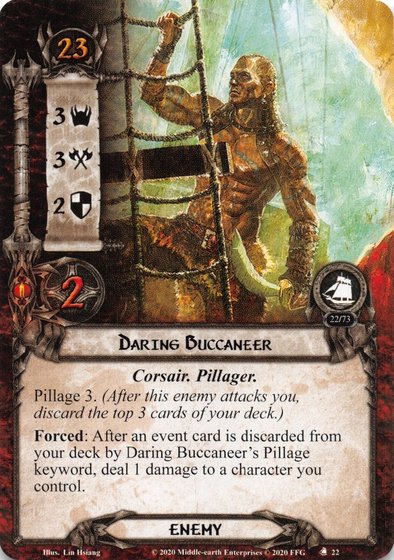 23
3
3
2
2
22/73
Daring Buccaneer
Corsair. Pillager.
Pillage 3. (After this enemy attacks you,
discard the top 3 cards of your deck.)
Forced: After an event card is discarded from
your deck by Daring Buccaneer's Pillage
keyword, deal 1 damage to a character you
control.
Illus. Lin Hsiang
ENEMY
© 2020 Middle-earth Enterprises © 2020 FFG 22